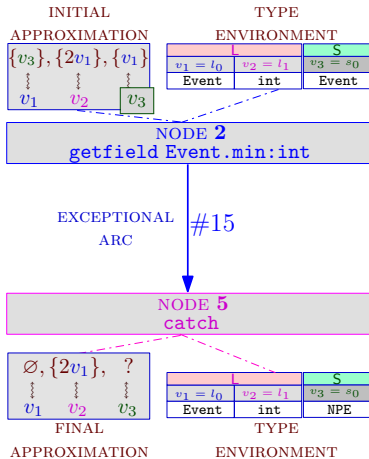 INITIAL APPROXIMATION
TYPE ENVIRONMENT
{v₃}, {2v₁}, {v₁}
v₁ v₂ v₃
L S
v₁ = l₀ v₂ = l₁ v₃ = s₀
Event int Event
NODE 2
getfield Event.min:int
EXCEPTIONAL ARC
#15
NODE 5
catch
∅, {2v₁}, ?
v₁ v₂ v₃
L S
v₁ = l₀ v₂ = l₁ v₃ = s₀
Event int NPE
FINAL APPROXIMATION
TYPE ENVIRONMENT